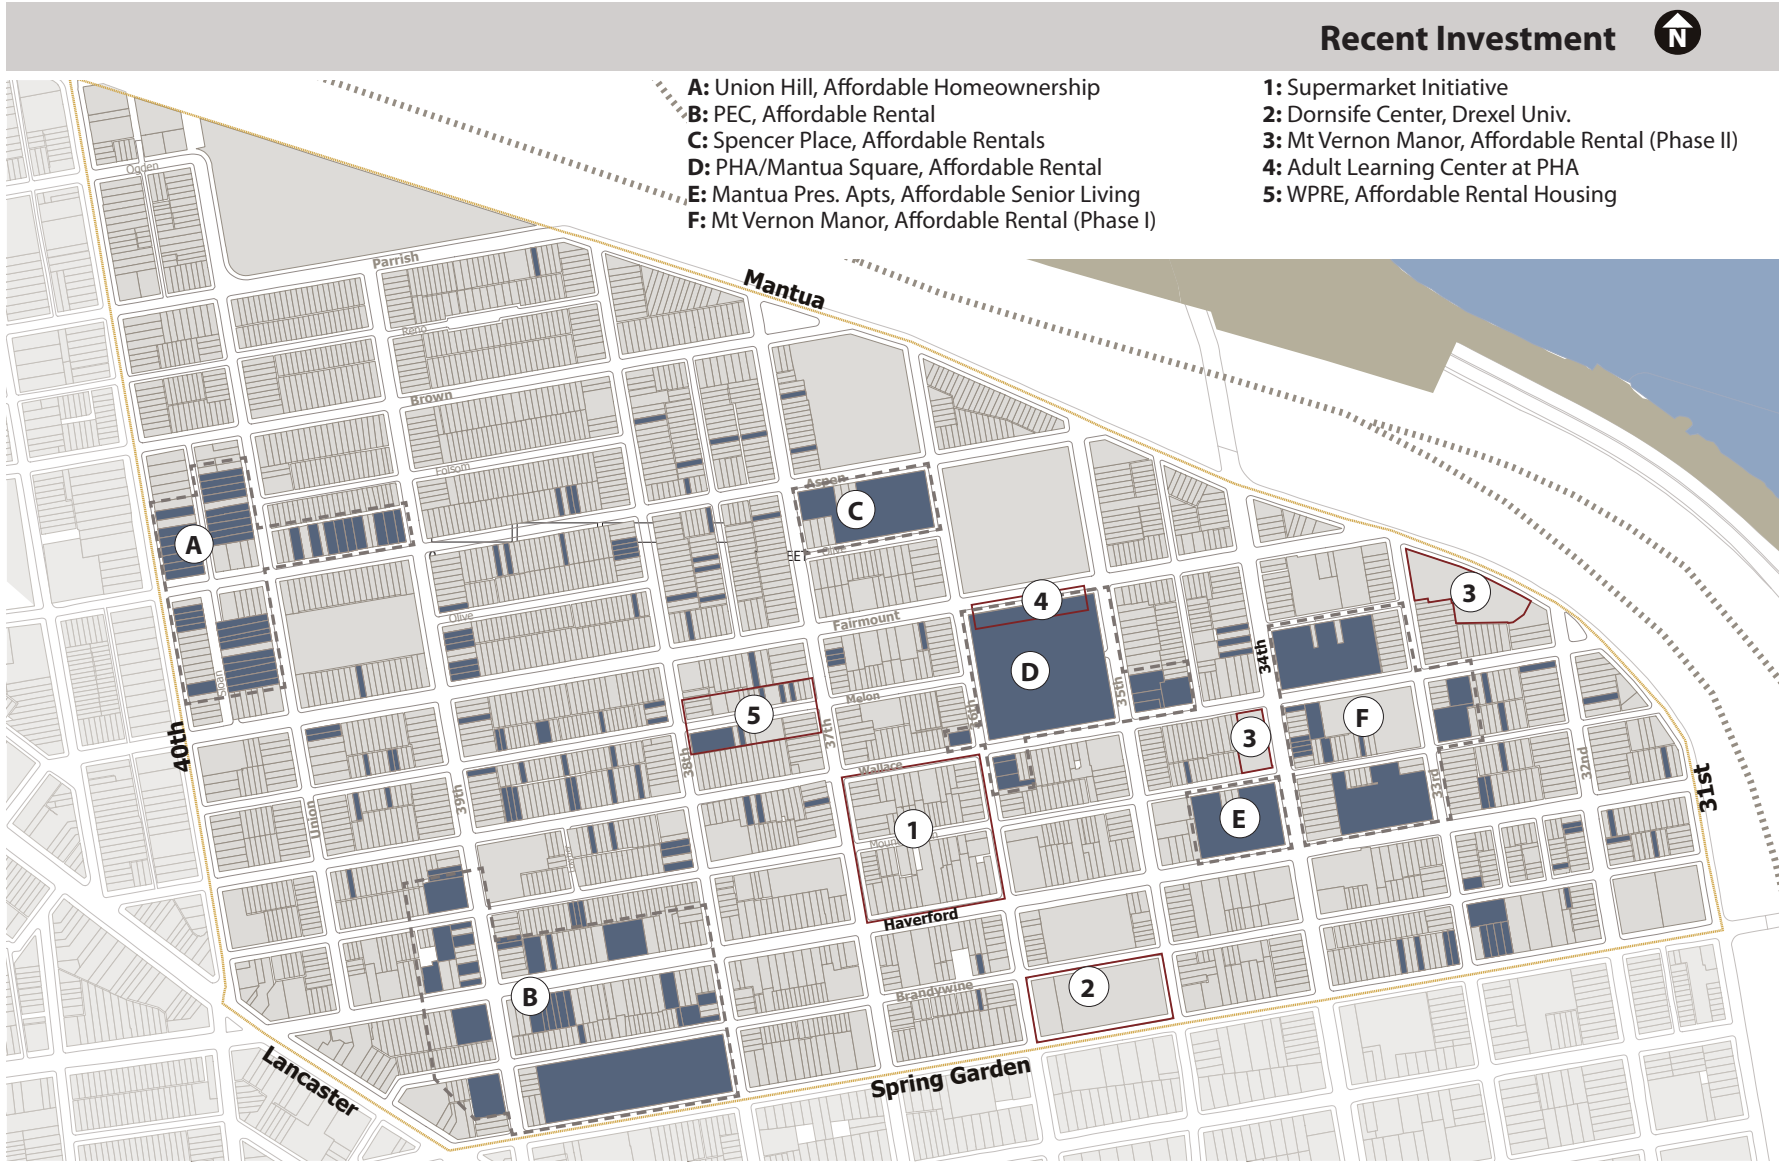 Recent Investment
N
A: Union Hill, Affordable Homeownership
B: PEC, Affordable Rental
C: Spencer Place, Affordable Rentals
D: PHA/Mantua Square, Affordable Rental
E: Mantua Pres. Apts, Affordable Senior Living
F: Mt Vernon Manor, Affordable Rental (Phase I)
1: Supermarket Initiative
2: Dornsife Center, Drexel Univ.
3: Mt Vernon Manor, Affordable Rental (Phase II)
4: Adult Learning Center at PHA
5: WPRE, Affordable Rental Housing
Ogden
Parrish
Mantua
Reno
Brown
Folsom
Aspen
C
A
Olive
EET
3
4
Olive
Fairmount
34th
D
Sloan
35th
Melon
36th
5
F
37th
3
40th
38th
Wallace
32nd
33rd
31st
39th
Union
E
1
Mount
Haverford
B
2
Brandywine
Lancaster
Spring Garden